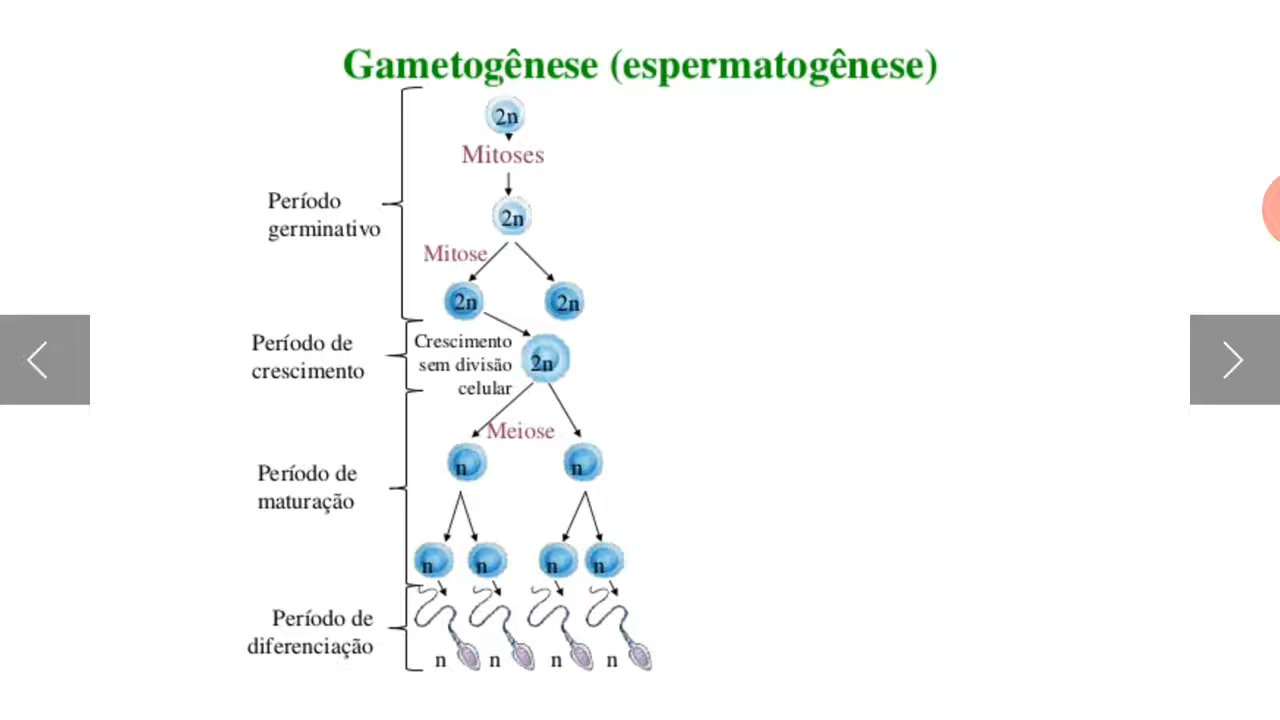 Gametogênese (espermatogênese)
2n
Mitoses
Período
germinativo
2n
Mitose
2n 2n
Período de
crescimento
Crescimento
sem divisão
celular
2n
Meiose
n n
Período de
maturação
n n n n
Período de
diferenciação
n n n n